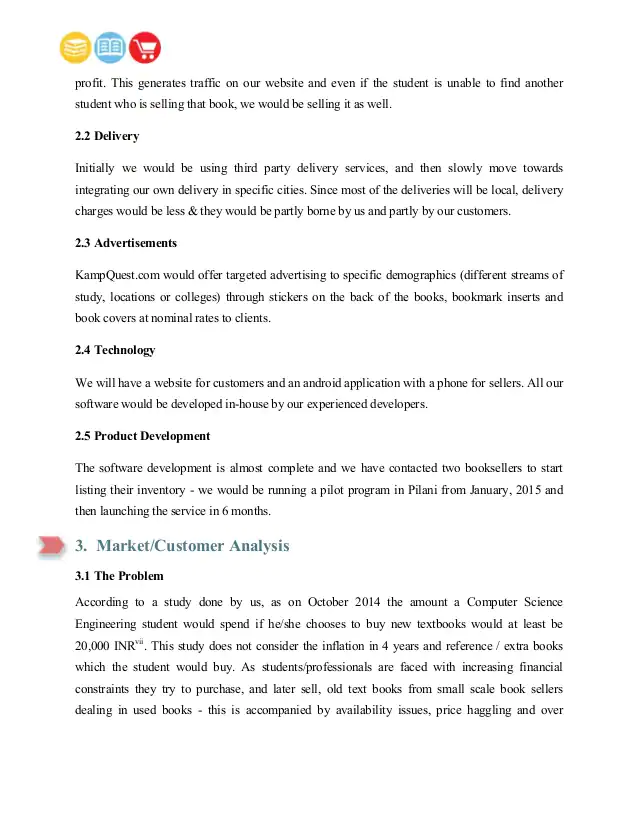 profit. This generates traffic on our website and even if the student is unable to find another
student who is selling that book, we would be selling it as well.
2.2 Delivery
Initially we would be using third party delivery services, and then slowly move towards
integrating our own delivery in specific cities. Since most of the deliveries will be local, delivery
charges would be less & they would be partly borne by us and partly by our customers.
2.3 Advertisements
KampQuest.com would offer targeted advertising to specific demographics (different streams of
study, locations or colleges) through stickers on the back of the books, bookmark inserts and
book covers at nominal rates to clients.
2.4 Technology
We will have a website for customers and an android application with a phone for sellers. All our
software would be developed in-house by our experienced developers.
2.5 Product Development
The software development is almost complete and we have contacted two booksellers to start
listing their inventory - we would be running a pilot program in Pilani from January, 2015 and
then launching the service in 6 months.
3. Market/Customer Analysis
3.1 The Problem
According to a study done by us, as on October 2014 the amount a Computer Science
Engineering student would spend if he/she chooses to buy new textbooks would at least be
20,000 INRvii. This study does not consider the inflation in 4 years and reference / extra books
which the student would buy. As students/professionals are faced with increasing financial
constraints they try to purchase, and later sell, old text books from small scale book sellers
dealing in used books - this is accompanied by availability issues, price haggling and over